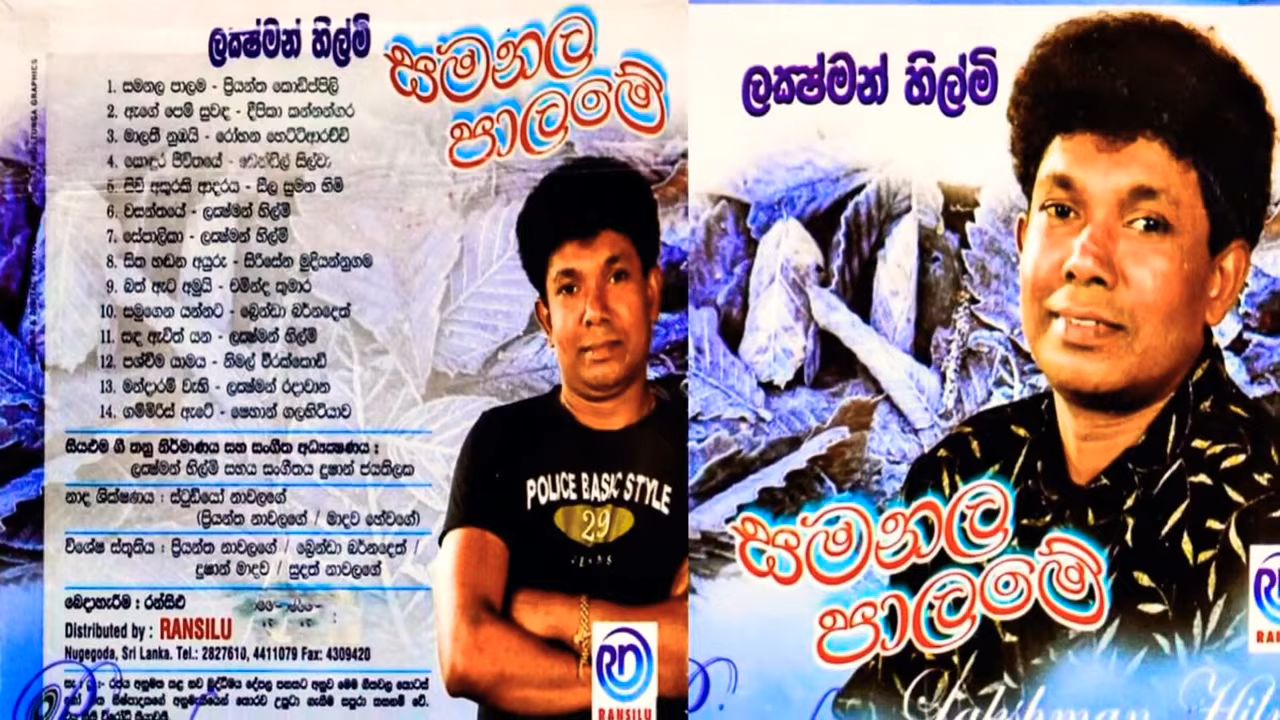 ලක්ෂ්මන් හිල්මි
සමනල
පාලමේ
1. සමනල පාලම - ප්‍රියන්ත කොඩිප්පිලි
2. ඇගේ පෙම් සුවඳ - දීපිකා කන්නන්ගර
3. මාලතී නුඹයි - රෝහන හෙට්ටිආරච්චි
4. සොඳුර ජීවිතයේ - සිල්වා
5. සිව් අකුරකි ආදරය - සීල සුමන හිමි
6. වසන්තයේ - ලක්ෂ්මන් හිල්මි
7. සේපාලිකා - ලක්ෂ්මන් හිල්මි
8. සිත හඬන අයුරු - සිරිසේන මුදියන්නුගම
9. බත් ඇට අමුයි - චමින්ද කුමාර
10. සමුගෙන යන්නට - බ්‍රෙන්ඩා බර්නදෙත්
11. සඳ ඇවිත් යන - ලක්ෂ්මන් හිල්මි
12. පශ්චිම යාමය - නිමල් වීරක්කොඩි
13. මන්දාරම් වැහි - ලක්ෂ්මන් රදාවාන
14. ගම්මිරිස් ඇටේ - ෂෙහාන් ගලහිටියාව
සියළුම ගී තනු නිර්මාණය සහ සංගීත අධ්‍යක්ෂණය :
ලක්ෂ්මන් හිල්මි සහය සංගීතය දුෂාන් ජයතිලක
නාද ශික්ෂණය : ස්ටුඩියෝ නාවලගේ
(ප්‍රියන්ත නාවලගේ / මාදව හේවගේ)
විශේෂ ස්තූතිය : ප්‍රියන්ත නාවලගේ / බ්‍රෙන්ඩා බර්නදෙත් /
දුෂාන් මාදව / සුදත් නාවලගේ
බෙදාහැරීම : රන්සිළු
Distributed by : RANSILU
Nugegoda, Sri Lanka. Tel.: 2827610, 4411079 Fax: 4309420
POLICE BASIC STYLE
29
RANSILU
ලක්ෂ්මන් හිල්මි
සමනල
පාලමේ
Lakshman